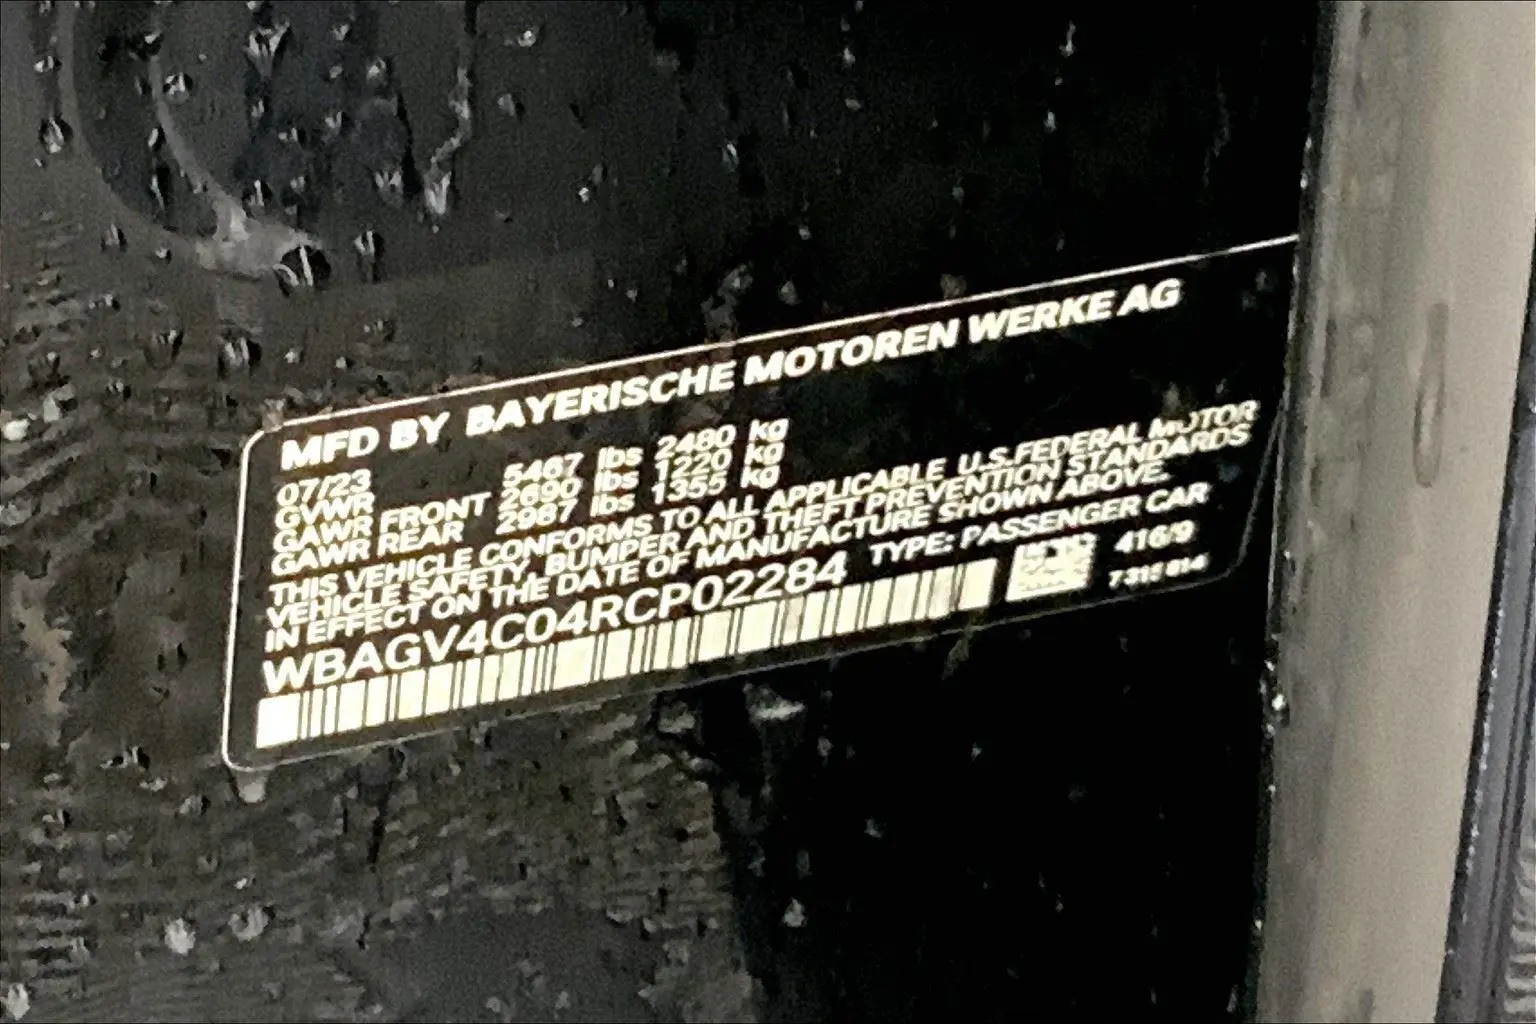 MFD BY BAYERISCHE MOTOREN WERKE AG
07/23
GVWR 5467 lbs 2480 kg
GAWR FRONT 2690 lbs 1220 kg
GAWR REAR 2987 lbs 1355 kg
THIS VEHICLE CONFORMS TO ALL APPLICABLE U.S.FEDERAL MOTOR
VEHICLE SAFETY, BUMPER AND THEFT PREVENTION STANDARDS
IN EFFECT ON THE DATE OF MANUFACTURE SHOWN ABOVE.
WBAGV4C04RCP02284 TYPE: PASSENGER CAR
416/9